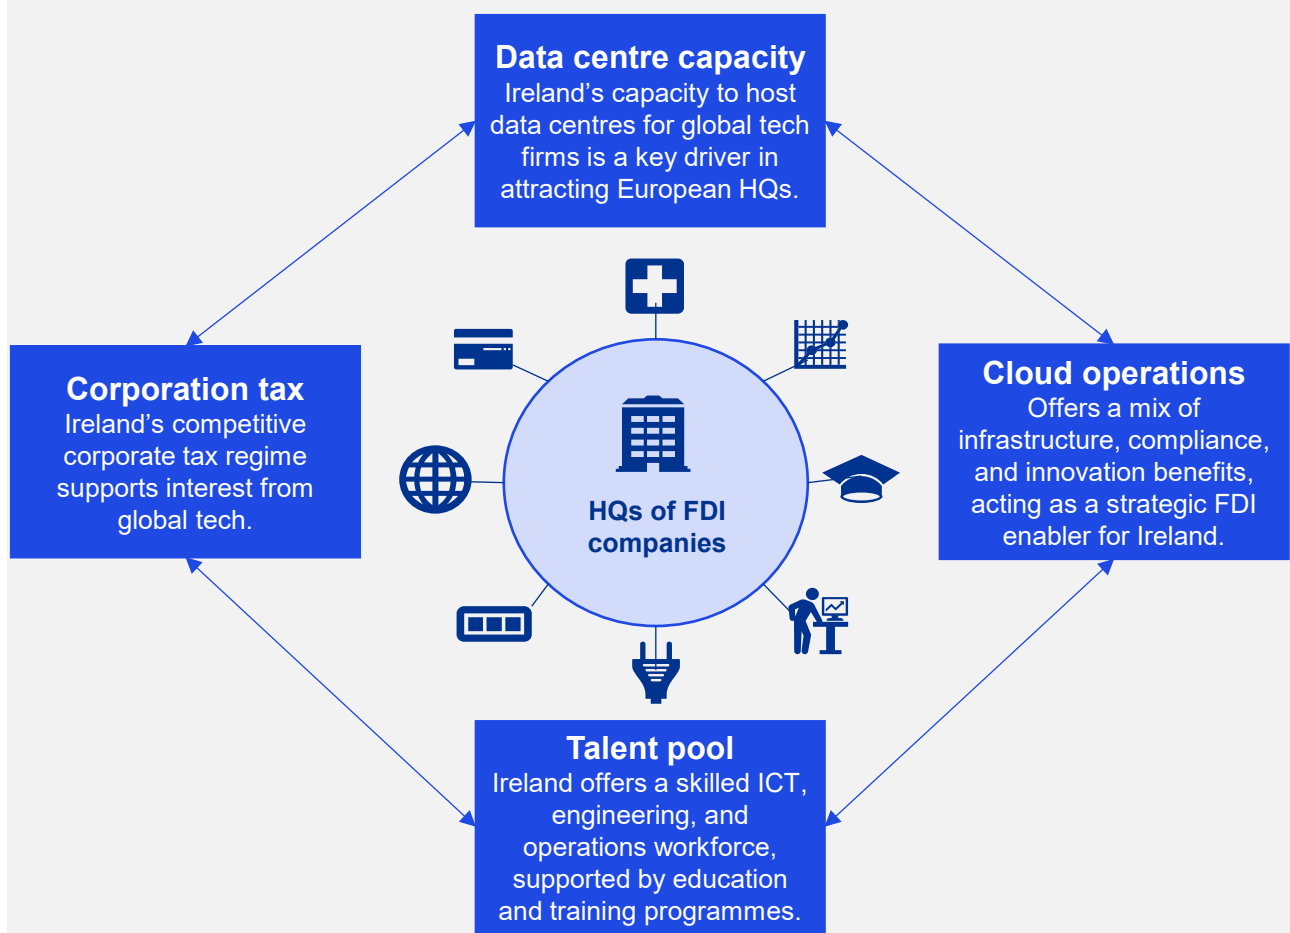 Data centre capacity
Ireland’s capacity to host
data centres for global tech
firms is a key driver in
attracting European HQs.
Corporation tax
Ireland’s competitive
corporate tax regime
supports interest from
global tech.
HQs of FDI
companies
Cloud operations
Offers a mix of
infrastructure, compliance,
and innovation benefits,
acting as a strategic FDI
enabler for Ireland.
Talent pool
Ireland offers a skilled ICT,
engineering, and
operations workforce,
supported by education
and training programmes.